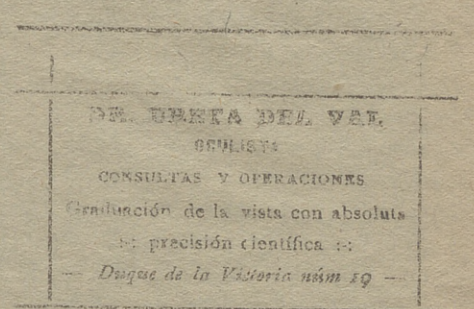 DR. URETA DEL VAL
OCULISTA
CONSULTAS Y OPERACIONES
Graduación de la vista con absoluta
:-: precisión científica :-:
— Duque de la Victoria núm 19 —